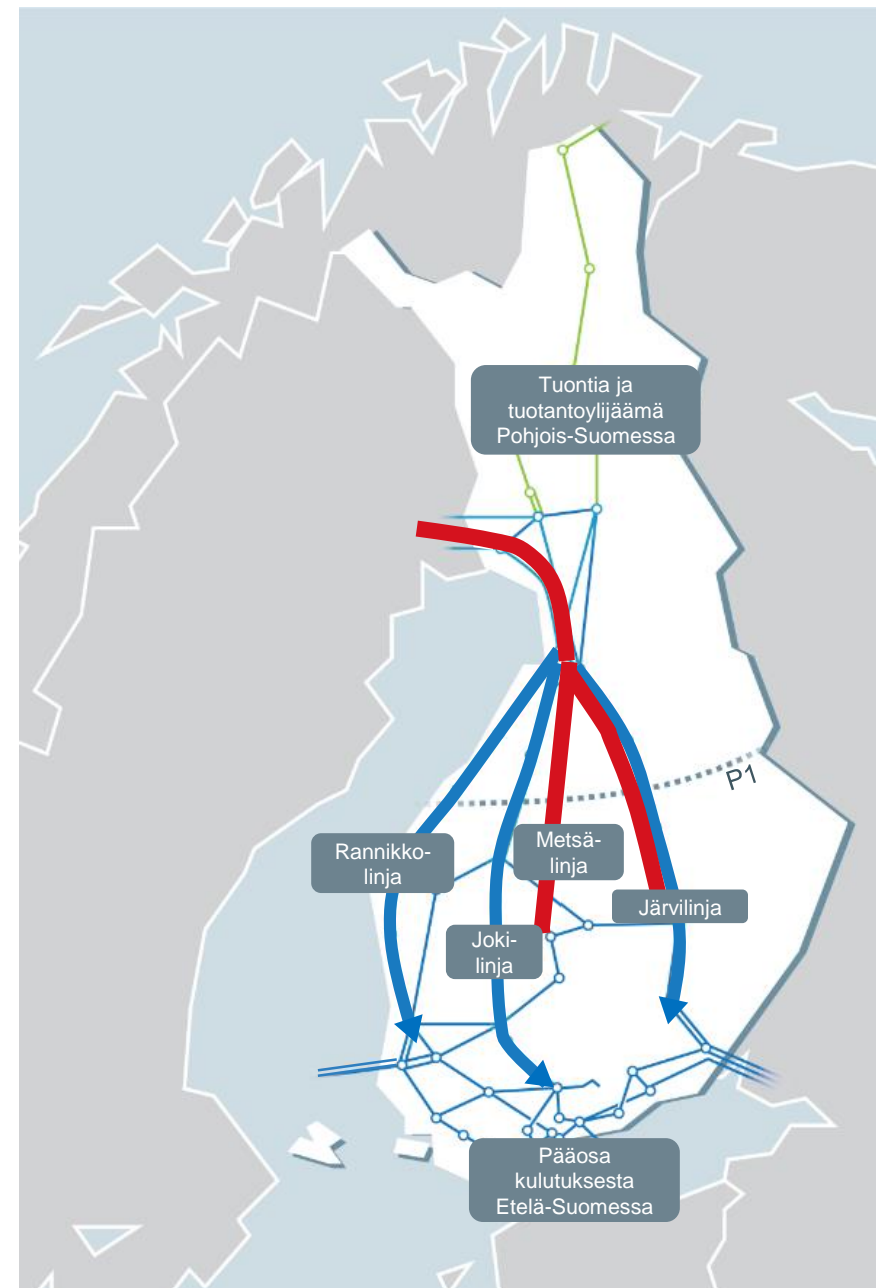 Tuontia ja
tuotantoylijäämä
Pohjois-Suomessa
P1
Rannikko-
linja
Metsä-
linja
Järvilinja
Joki-
linja
Pääosa
kulutuksesta
Etelä-Suomessa